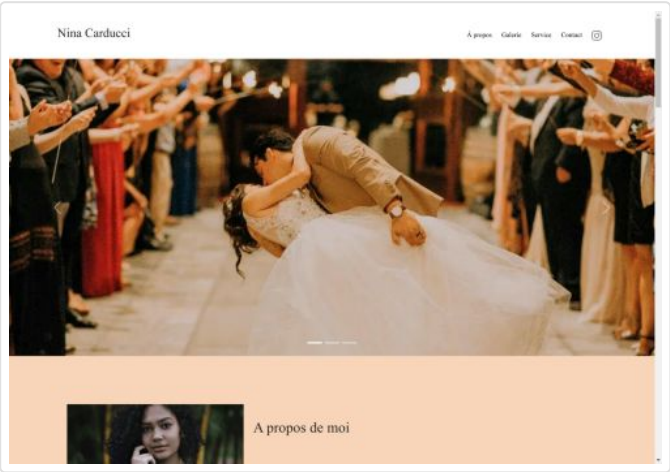 Nina Carducci
À propos Galerie Service Contact
A propos de moi